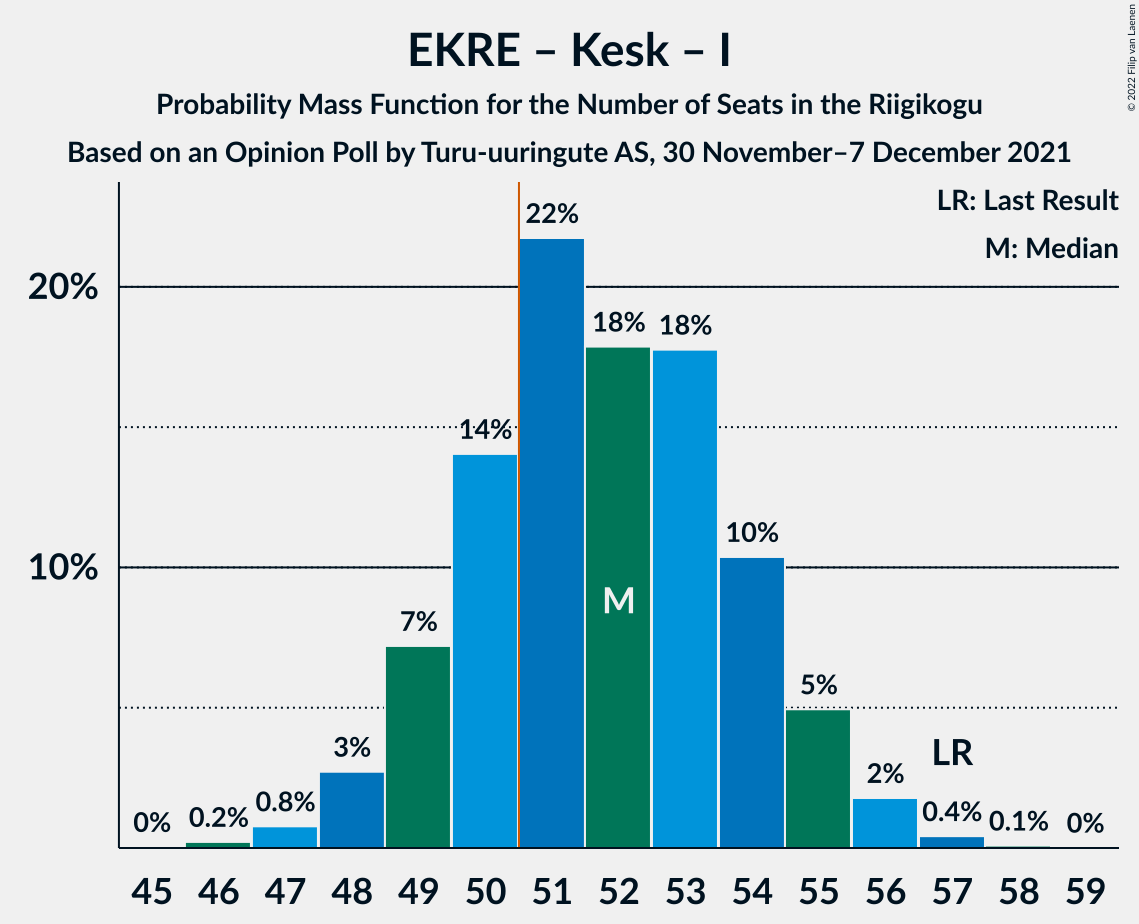 EKRE – Kesk – I
Probability Mass Function for the Number of Seats in the Riigikogu
Based on an Opinion Poll by Turu-uuringute AS, 30 November–7 December 2021
© 2022 Filip van Laenen
LR: Last Result
M: Median
20%
10%
0%
0.2%
0.8%
3%
7%
14%
22%
18%
18%
10%
5%
2%
0.4%
0.1%
0%
M
LR
45 46 47 48 49 50 51 52 53 54 55 56 57 58 59